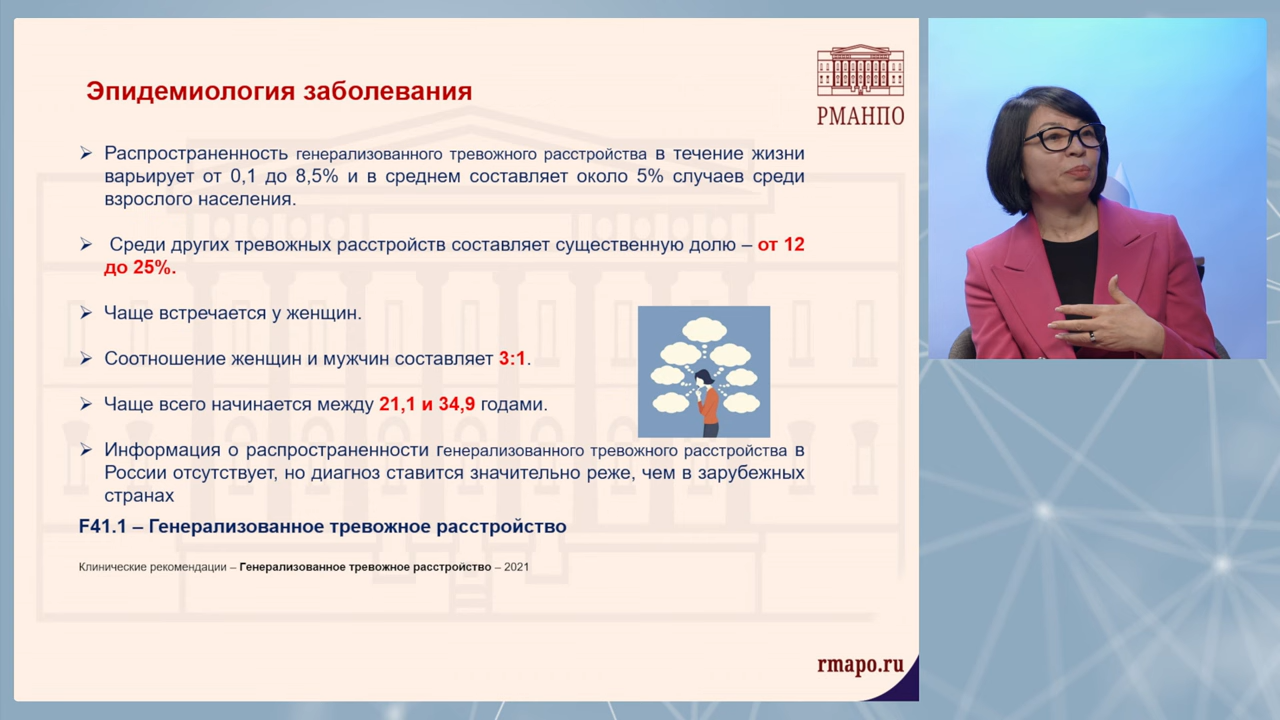 Эпидемиология заболевания
РМАНПО
Распространенность генерализованного тревожного расстройства в течение жизни
варьирует от 0,1 до 8,5% и в среднем составляет около 5% случаев среди
взрослого населения.
Среди других тревожных расстройств составляет существенную долю – от 12
до 25%.
Чаще встречается у женщин.
Соотношение женщин и мужчин составляет 3:1.
Чаще всего начинается между 21,1 и 34,9 годами.
Информация о распространенности генерализованного тревожного расстройства в
России отсутствует, но диагноз ставится значительно реже, чем в зарубежных
странах
F41.1 – Генерализованное тревожное расстройство
Клинические рекомендации – Генерализованное тревожное расстройство – 2021
rmapo.ru